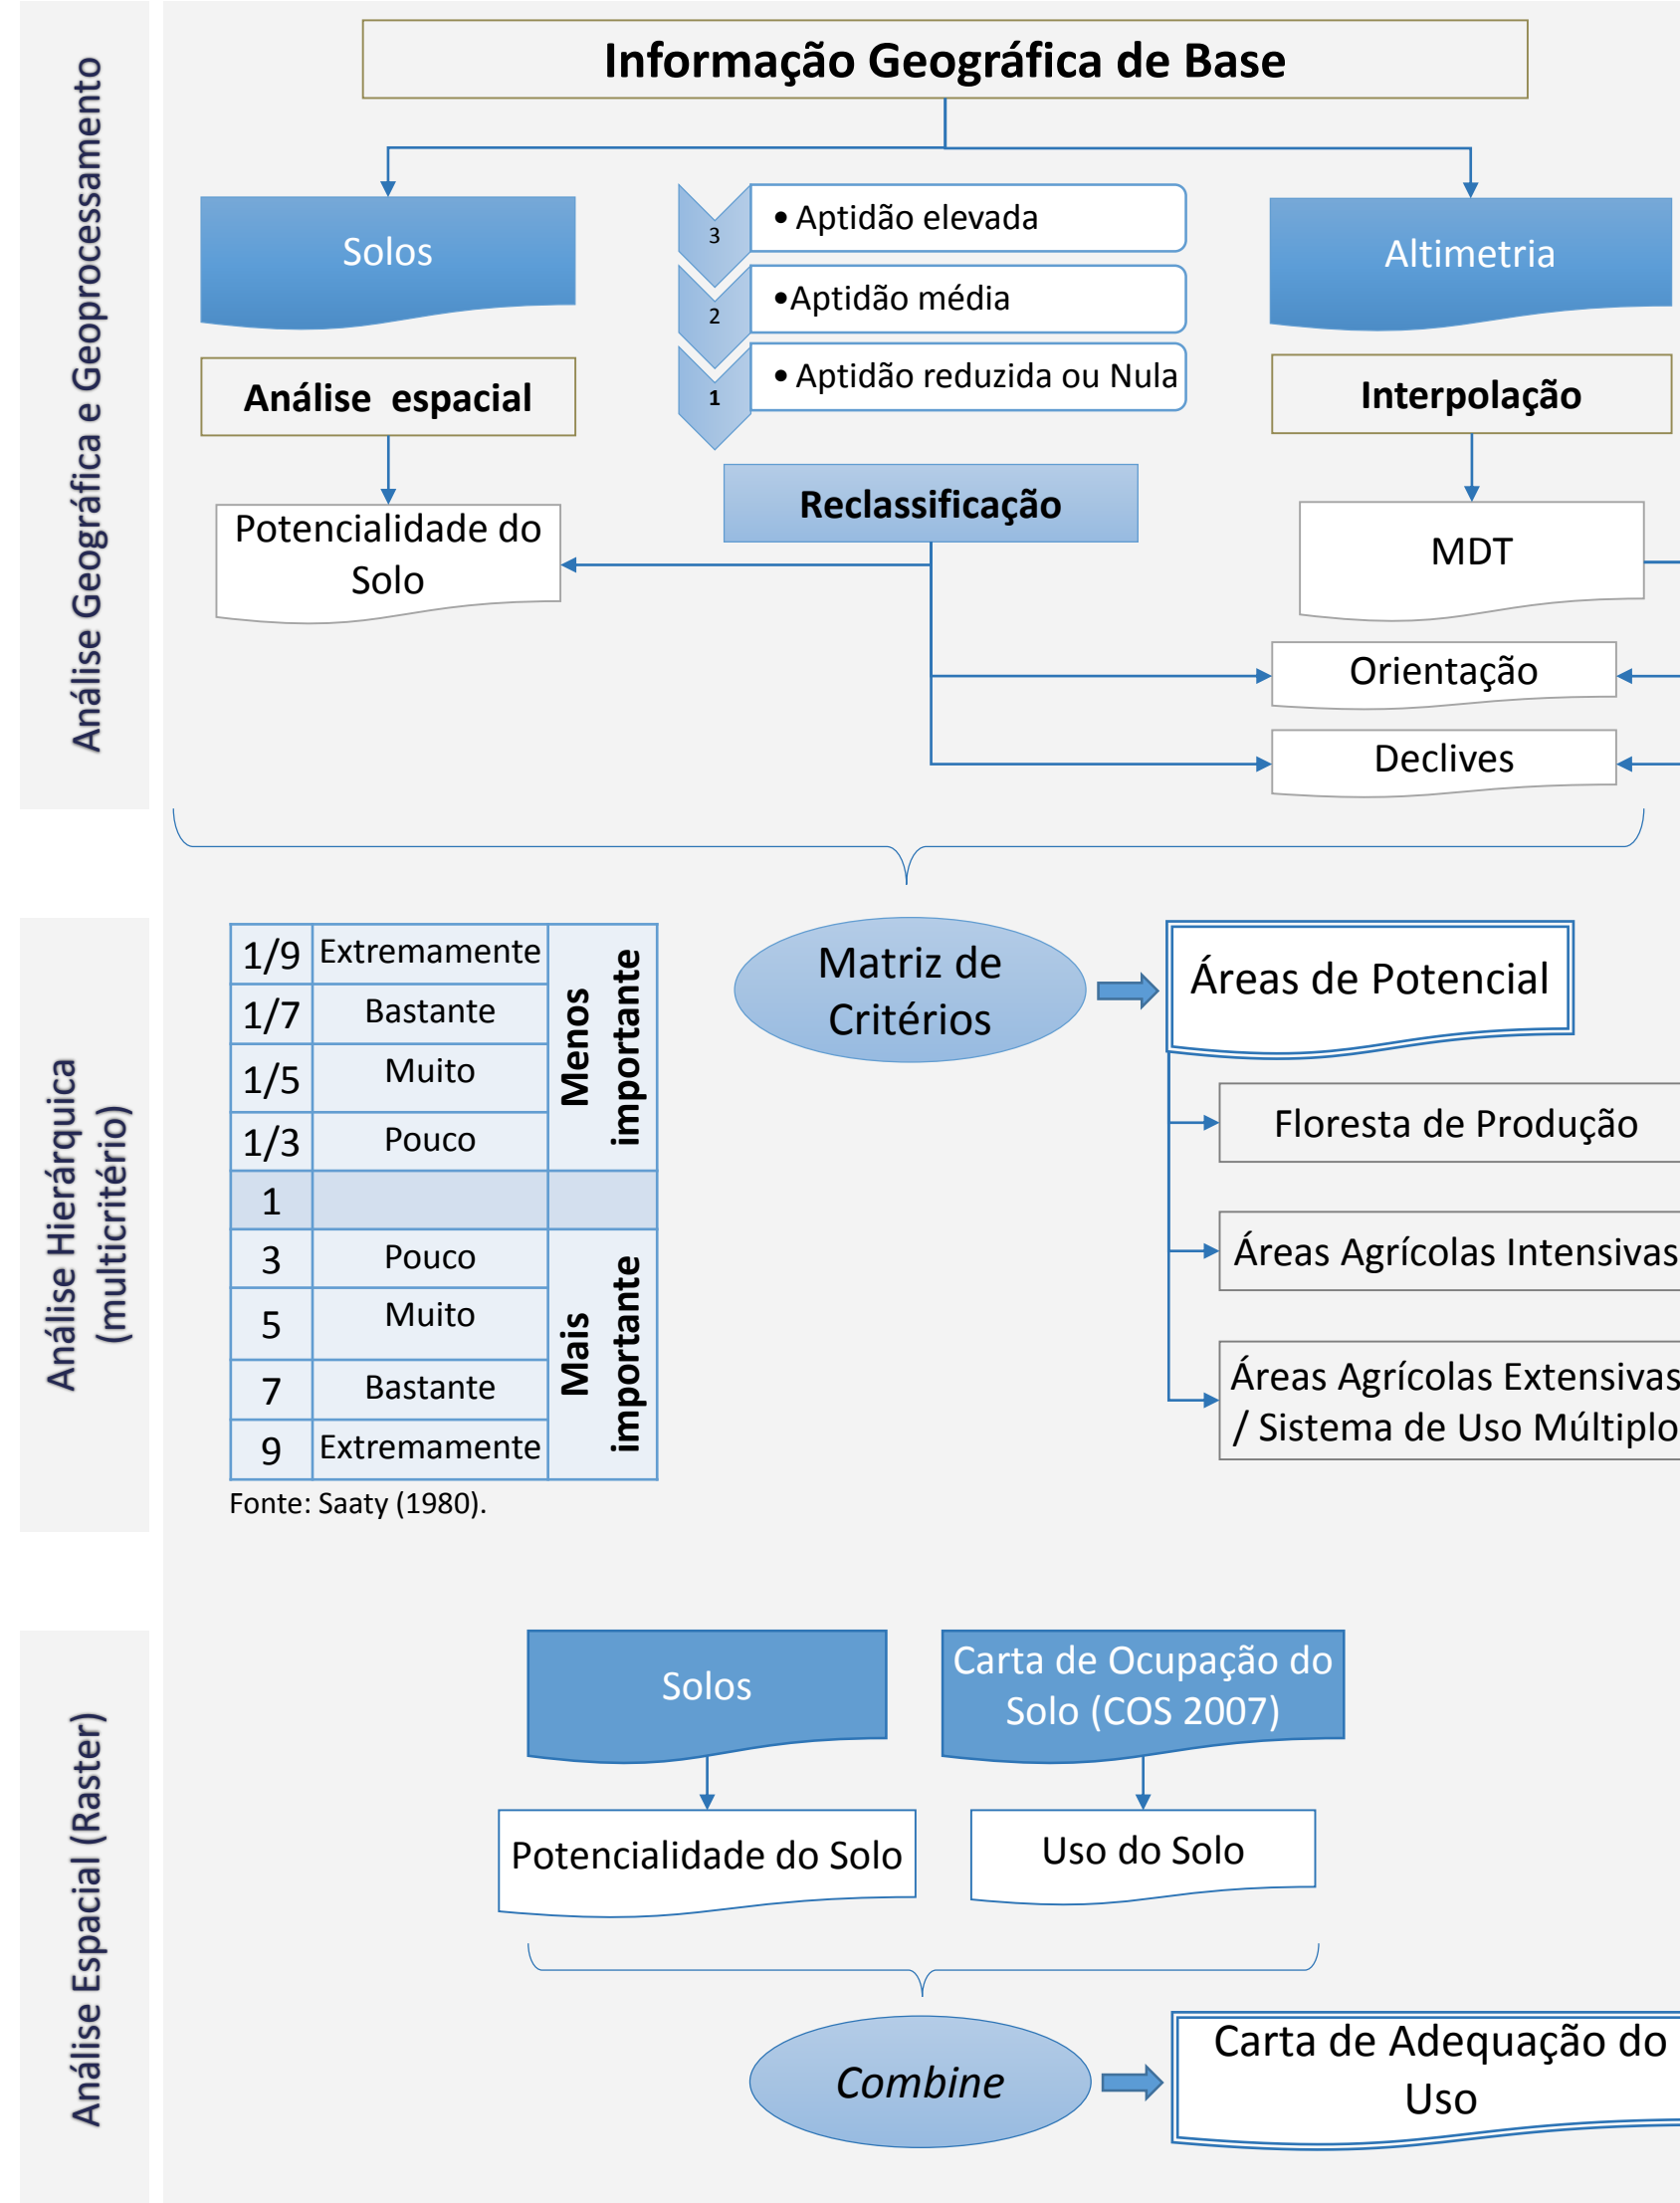 Análise Geográfica e Geoprocessamento
Informação Geográfica de Base
Solos
3
• Aptidão elevada
2
•Aptidão média
1
• Aptidão reduzida ou Nula
Altimetria
Análise espacial
Interpolação
Reclassificação
Potencialidade do
Solo
MDT
Orientação
Declives
Análise Hierárquica
(multicritério)
1/9 Extremamente
1/7 Bastante
1/5 Muito
1/3 Pouco
Menos
importante
1
3 Pouco
5 Muito
7 Bastante
9 Extremamente
Mais
importante
Fonte: Saaty (1980).
Matriz de
Critérios
Áreas de Potencial
Floresta de Produção
Áreas Agrícolas Intensivas
Áreas Agrícolas Extensivas
/ Sistema de Uso Múltiplo
Análise Espacial (Raster)
Solos
Carta de Ocupação do
Solo (COS 2007)
Potencialidade do Solo
Uso do Solo
Combine
Carta de Adequação do
Uso